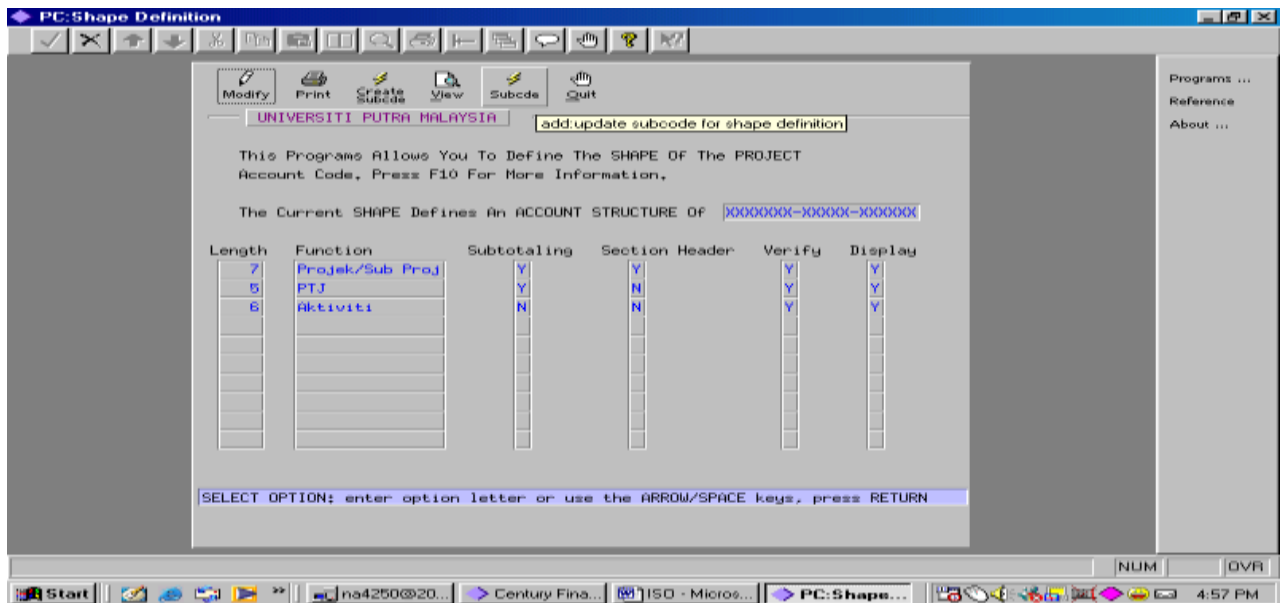 PC:Shape Definition
Modify Print Create Subcde View Subcde Quit
Programs ...
Reference
About ...
UNIVERSITI PUTRA MALAYSIA
add:update subcode for shape definition
This Programs Allows You To Define The SHAPE Of The PROJECT
Account Code. Press F10 For More Information.
The Current SHAPE Defines An ACCOUNT STRUCTURE Of XXXXXXX-XXXXX-XXXXXX
Length Function Subtotaling Section Header Verify Display
7 Projek/Sub Proj Y Y Y Y
5 PTJ Y N Y Y
6 Aktiviti N N Y Y
SELECT OPTION: enter option letter or use the ARROW/SPACE keys, press RETURN
NUM OVR
Start na4250@20... Century Fina... ISO - Micros... PC:Shape... 4:57 PM